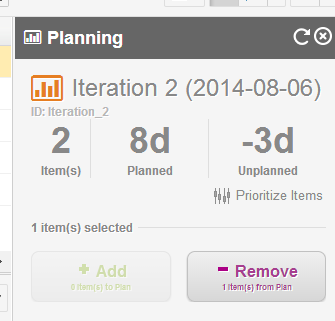 Planning
Iteration 2 (2014-08-06)
ID: Iteration_2
2 8d -3d
Item(s) Planned Unplanned
Prioritize Items
1 item(s) selected
+ Add - Remove
0 Item(s) to Plan 1 Item(s) from Plan